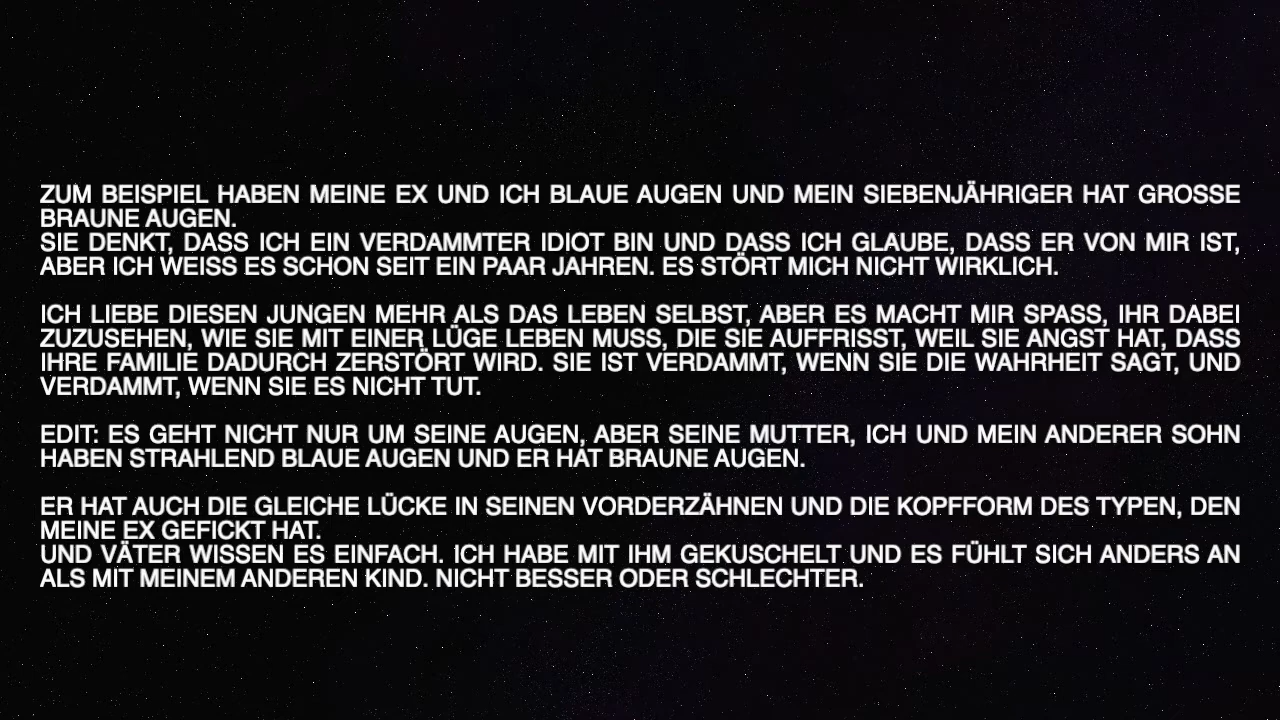 ZUM BEISPIEL HABEN MEINE EX UND ICH BLAUE AUGEN UND MEIN SIEBENJÄHRIGER HAT GROSSE
BRAUNE AUGEN.
SIE DENKT, DASS ICH EIN VERDAMMTER IDIOT BIN UND DASS ICH GLAUBE, DASS ER VON MIR IST,
ABER ICH WEISS ES SCHON SEIT EIN PAAR JAHREN. ES STÖRT MICH NICHT WIRKLICH.
ICH LIEBE DIESEN JUNGEN MEHR ALS DAS LEBEN SELBST, ABER ES MACHT MIR SPASS, IHR DABEI
ZUZUSEHEN, WIE SIE MIT EINER LÜGE LEBEN MUSS, DIE SIE AUFFRISST, WEIL SIE ANGST HAT, DASS
IHRE FAMILIE DADURCH ZERSTÖRT WIRD. SIE IST VERDAMMT, WENN SIE DIE WAHRHEIT SAGT, UND
VERDAMMT, WENN SIE ES NICHT TUT.
EDIT: ES GEHT NICHT NUR UM SEINE AUGEN, ABER SEINE MUTTER, ICH UND MEIN ANDERER SOHN
HABEN STRAHLEND BLAUE AUGEN UND ER HAT BRAUNE AUGEN.
ER HAT AUCH DIE GLEICHE LÜCKE IN SEINEN VORDERZÄHNEN UND DIE KOPFFORM DES TYPEN, DEN
MEINE EX GEFICKT HAT.
UND VÄTER WISSEN ES EINFACH. ICH HABE MIT IHM GEKUSCHELT UND ES FÜHLT SICH ANDERS AN
ALS MIT MEINEM ANDEREN KIND. NICHT BESSER ODER SCHLECHTER.